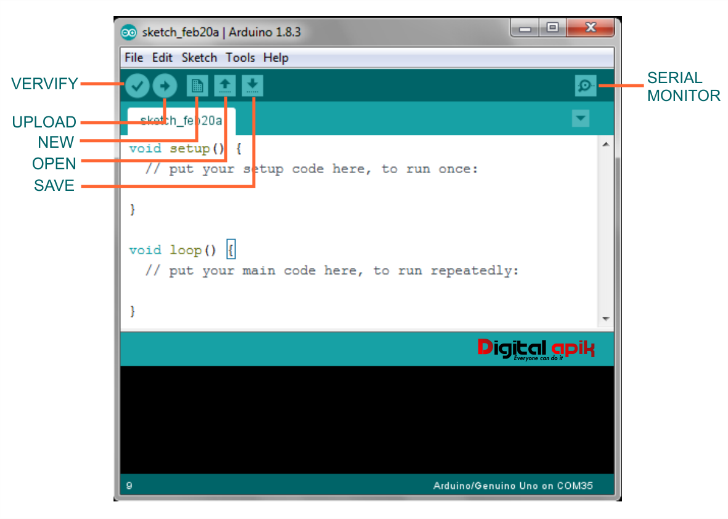 sketch_feb20a | Arduino 1.8.3
File Edit Sketch Tools Help
VERVIFY
SERIAL
MONITOR
UPLOAD
sketch_feb20a
NEW
void setup() {
OPEN
// put your setup code here, to run once:
SAVE
}
void loop() {
// put your main code here, to run repeatedly:
}
Digital apik
Everyone can do it
9
Arduino/Genuino Uno on COM35